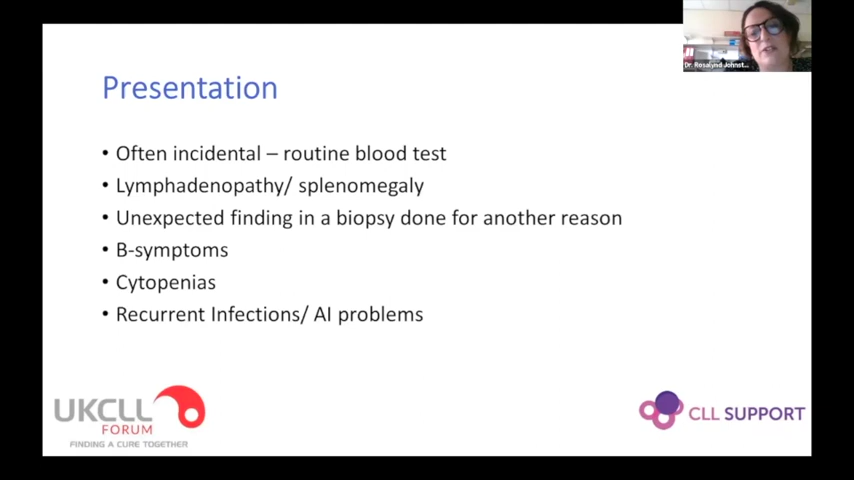 Dr. Rosalynd Johnst...
Presentation
• Often incidental – routine blood test
• Lymphadenopathy/ splenomegaly
• Unexpected finding in a biopsy done for another reason
• B-symptoms
• Cytopenias
• Recurrent Infections/ AI problems
UKCLL
FORUM
FINDING A CURE TOGETHER
CLL SUPPORT